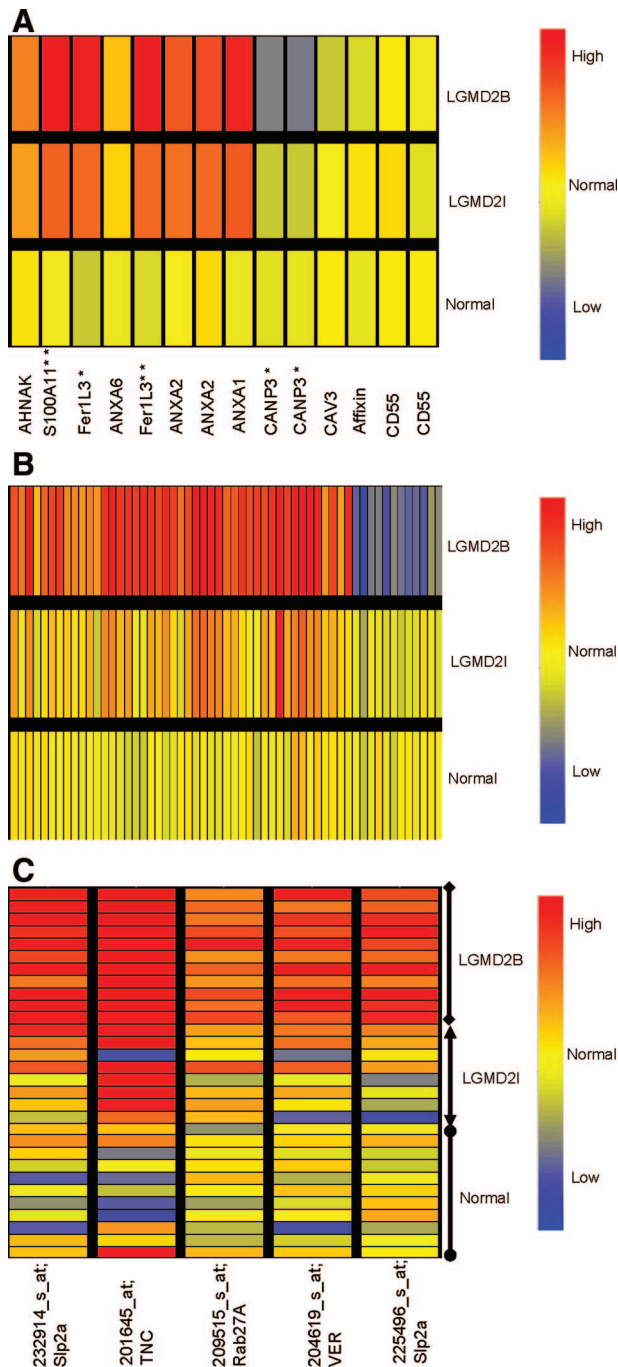 A
LGMD2B
LGMD2I
Normal
High
Normal
Low
AHNAK
S100A11* *
Fer1L3 *
ANXA6
Fer1L3* *
ANXA2
ANXA2
ANXA1
CANP3 *
CANP3 *
CAV3
Affixin
CD55
CD55
B
LGMD2B
LGMD2I
Normal
High
Normal
Low
C
LGMD2B
LGMD2I
Normal
High
Normal
Low
232914_s_at;
Slp2a
201645_at;
TNC
209515_s_at;
Rab27A
204619_s_at;
VER
225496_s_at;
Slp2a